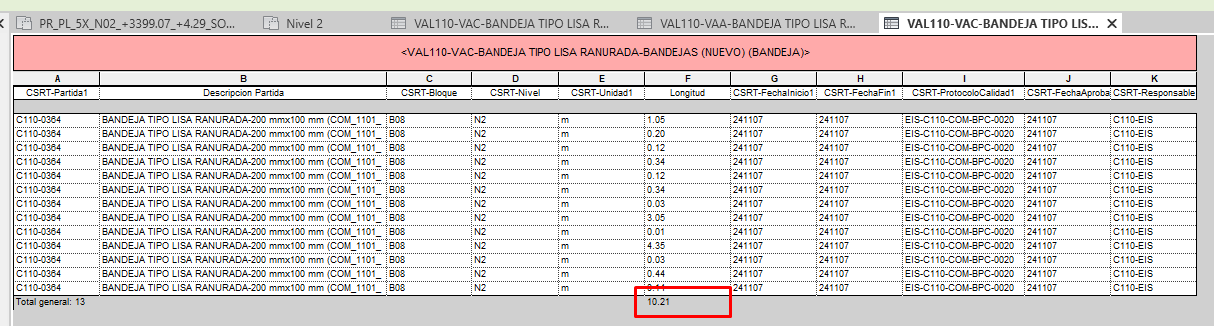 PR_PL_5X_N02_+3399.07_+4.29_SO... Nivel 2 VAL110-VAC-BANDEJA TIPO LISA R... VAL110-VAA-BANDEJA TIPO LISA R... VAL110-VAC-BANDEJA TIPO LIS... X
<VAL110-VAC-BANDEJA TIPO LISA RANURADA-BANDEJAS (NUEVO) (BANDEJA)>
A B C D E F G H I J K
CSRT-Partida1 Descripcion Partida CSRT-Bloque CSRT-Nivel CSRT-Unidad1 Longitud CSRT-FechaInicio1 CSRT-FechaFin1 CSRT-ProtocoloCalidad1 CSRT-FechaAproba CSRT-Responsable
C110-0364 BANDEJA TIPO LISA RANURADA-200 mmx100 mm (COM_1101_ B08 N2 m 1.05 241107 241107 EIS-C110-COM-BPC-0020 241107 C110-EIS
C110-0364 BANDEJA TIPO LISA RANURADA-200 mmx100 mm (COM_1101_ B08 N2 m 0.20 241107 241107 EIS-C110-COM-BPC-0020 241107 C110-EIS
C110-0364 BANDEJA TIPO LISA RANURADA-200 mmx100 mm (COM_1101_ B08 N2 m 0.12 241107 241107 EIS-C110-COM-BPC-0020 241107 C110-EIS
C110-0364 BANDEJA TIPO LISA RANURADA-200 mmx100 mm (COM_1101_ B08 N2 m 0.34 241107 241107 EIS-C110-COM-BPC-0020 241107 C110-EIS
C110-0364 BANDEJA TIPO LISA RANURADA-200 mmx100 mm (COM_1101_ B08 N2 m 0.12 241107 241107 EIS-C110-COM-BPC-0020 241107 C110-EIS
C110-0364 BANDEJA TIPO LISA RANURADA-200 mmx100 mm (COM_1101_ B08 N2 m 0.34 241107 241107 EIS-C110-COM-BPC-0020 241107 C110-EIS
C110-0364 BANDEJA TIPO LISA RANURADA-200 mmx100 mm (COM_1101_ B08 N2 m 0.03 241107 241107 EIS-C110-COM-BPC-0020 241107 C110-EIS
C110-0364 BANDEJA TIPO LISA RANURADA-200 mmx100 mm (COM_1101_ B08 N2 m 3.05 241107 241107 EIS-C110-COM-BPC-0020 241107 C110-EIS
C110-0364 BANDEJA TIPO LISA RANURADA-200 mmx100 mm (COM_1101_ B08 N2 m 0.01 241107 241107 EIS-C110-COM-BPC-0020 241107 C110-EIS
C110-0364 BANDEJA TIPO LISA RANURADA-200 mmx100 mm (COM_1101_ B08 N2 m 4.35 241107 241107 EIS-C110-COM-BPC-0020 241107 C110-EIS
C110-0364 BANDEJA TIPO LISA RANURADA-200 mmx100 mm (COM_1101_ B08 N2 m 0.03 241107 241107 EIS-C110-COM-BPC-0020 241107 C110-EIS
C110-0364 BANDEJA TIPO LISA RANURADA-200 mmx100 mm (COM_1101_ B08 N2 m 0.44 241107 241107 EIS-C110-COM-BPC-0020 241107 C110-EIS
C110-0364 BANDEJA TIPO LISA RANURADA-200 mmx100 mm (COM_1101_ B08 N2 m 241107 241107 EIS-C110-COM-BPC-0020 241107 C110-EIS
Total general: 13 10.21